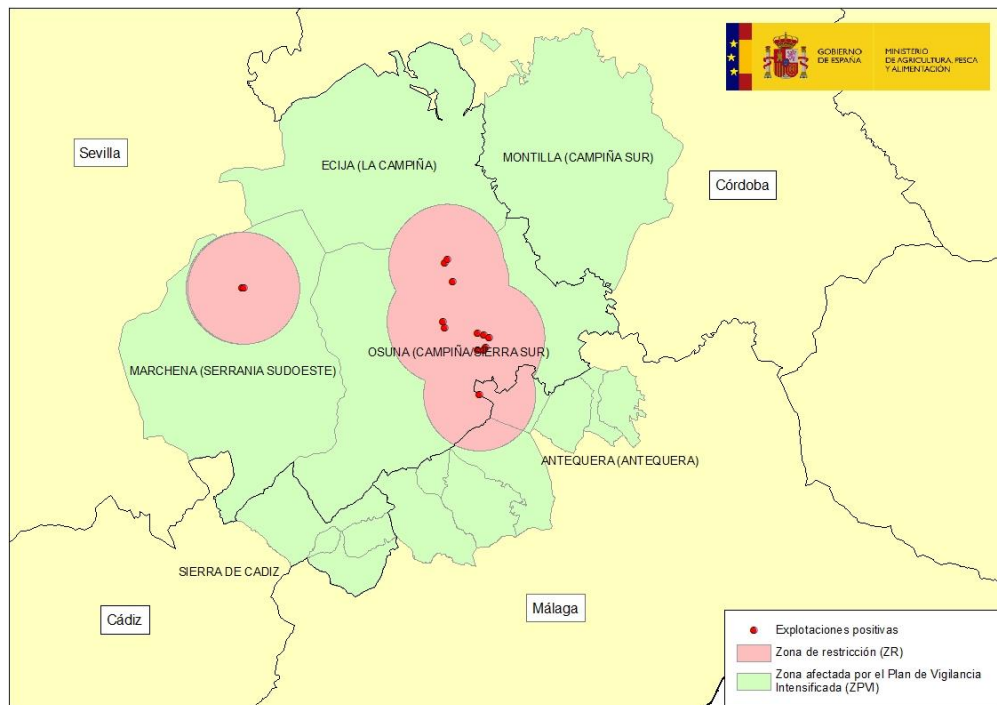 GOBIERNO
DE ESPAÑA
MINISTERIO
DE AGRICULTURA, PESCA
Y ALIMENTACIÓN
Sevilla
ECIJA (LA CAMPIÑA)
MONTILLA (CAMPIÑA SUR)
Córdoba
OSUNA (CAMPIÑA/SIERRA SUR)
MARCHENA (SERRANIA SUDOESTE)
ANTEQUERA (ANTEQUERA)
SIERRA DE CADIZ
Cádiz
Málaga
Explotaciones positivas
Zona de restricción (ZR)
Zona afectada por el Plan de Vigilancia
Intensificada (ZPVI)